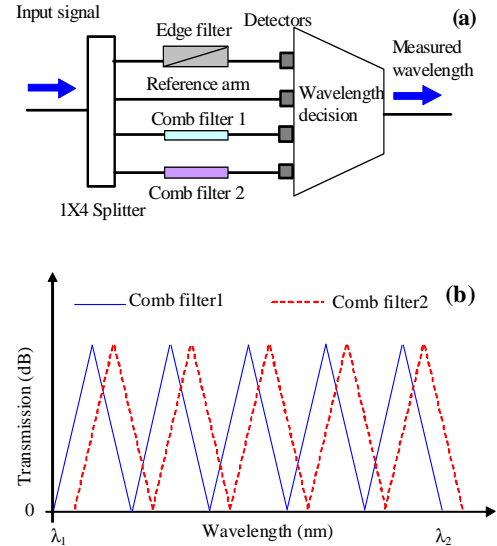 Input signal
(a)
Edge filter
Detectors
Measured
wavelength
Reference arm
Wavelength
decision
Comb filter 1
Comb filter 2
1X4 Splitter
(b)
Comb filter1
Comb filter2
Transmission (dB)
0
λ1
Wavelength (nm)
λ2